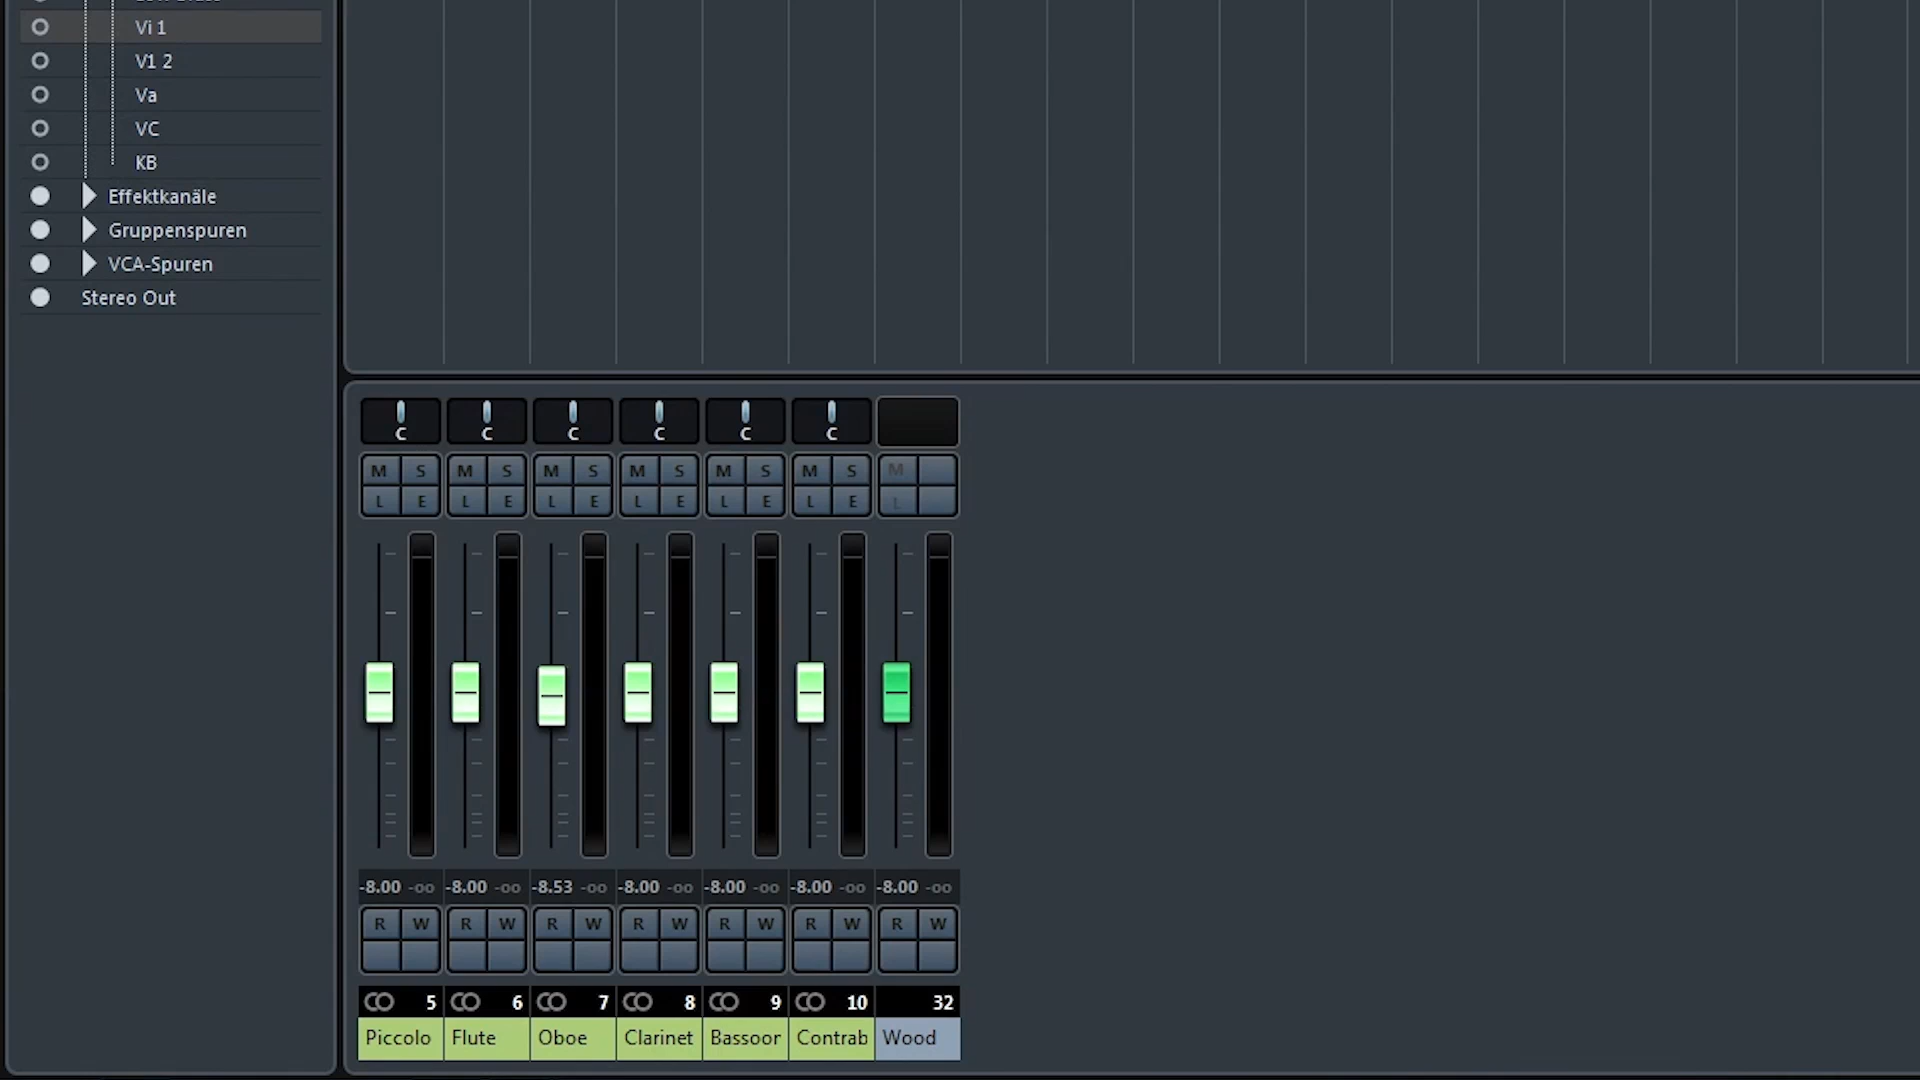 Vi 1
V1 2
Va
VC
KB
Effektkanäle
Gruppenspuren
VCA-Spuren
Stereo Out
C C C C C C
M S M S M S M S M S M S M
L E L E L E L E L E L E L
-8.00 -oo -8.00 -oo -8.53 -oo -8.00 -oo -8.00 -oo -8.00 -oo -8.00 -oo
R W R W R W R W R W R W R W
5 6 7 8 9 10 32
Piccolo Flute Oboe Clarinet Bassoor Contrab Wood